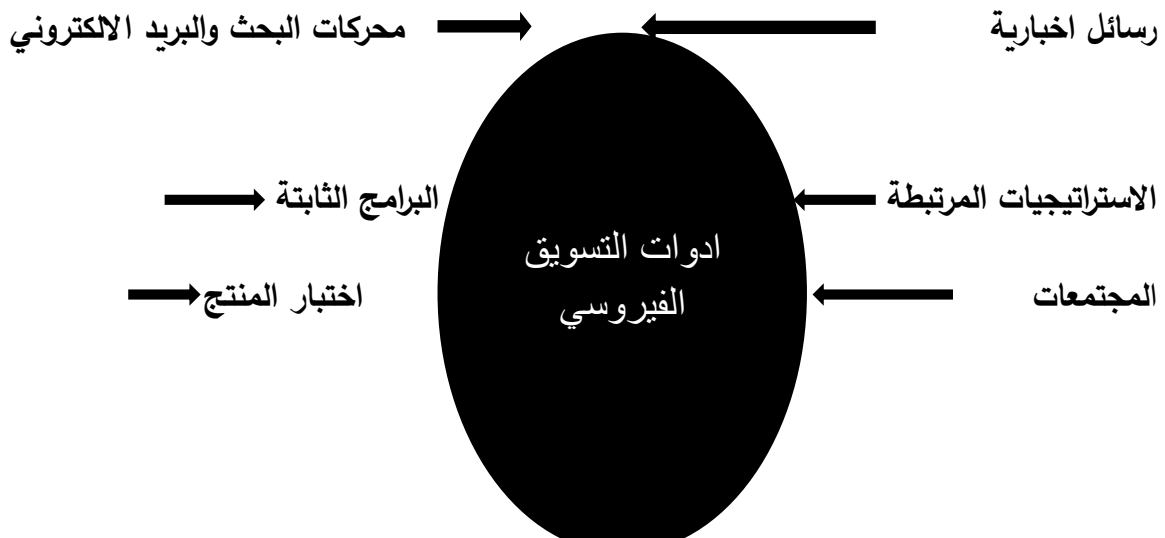 رسائل اخبارية
محركات البحث والبريد الالكتروني
الاستراتيجيات المرتبطة
البرامج الثابتة
ادوات التسويق
الفيروسي
المجتمعات
اختبار المنتج